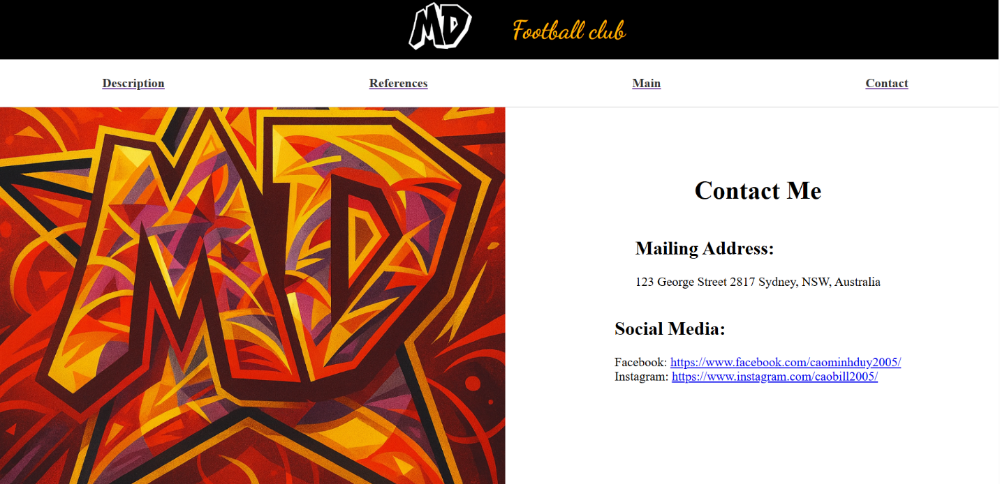 MD Football club
Description References Main Contact
MD
Contact Me
Mailing Address:
123 George Street 2817 Sydney, NSW, Australia
Social Media:
Facebook: https://www.facebook.com/caominhduy2005/
Instagram: https://www.instagram.com/caobill2005/